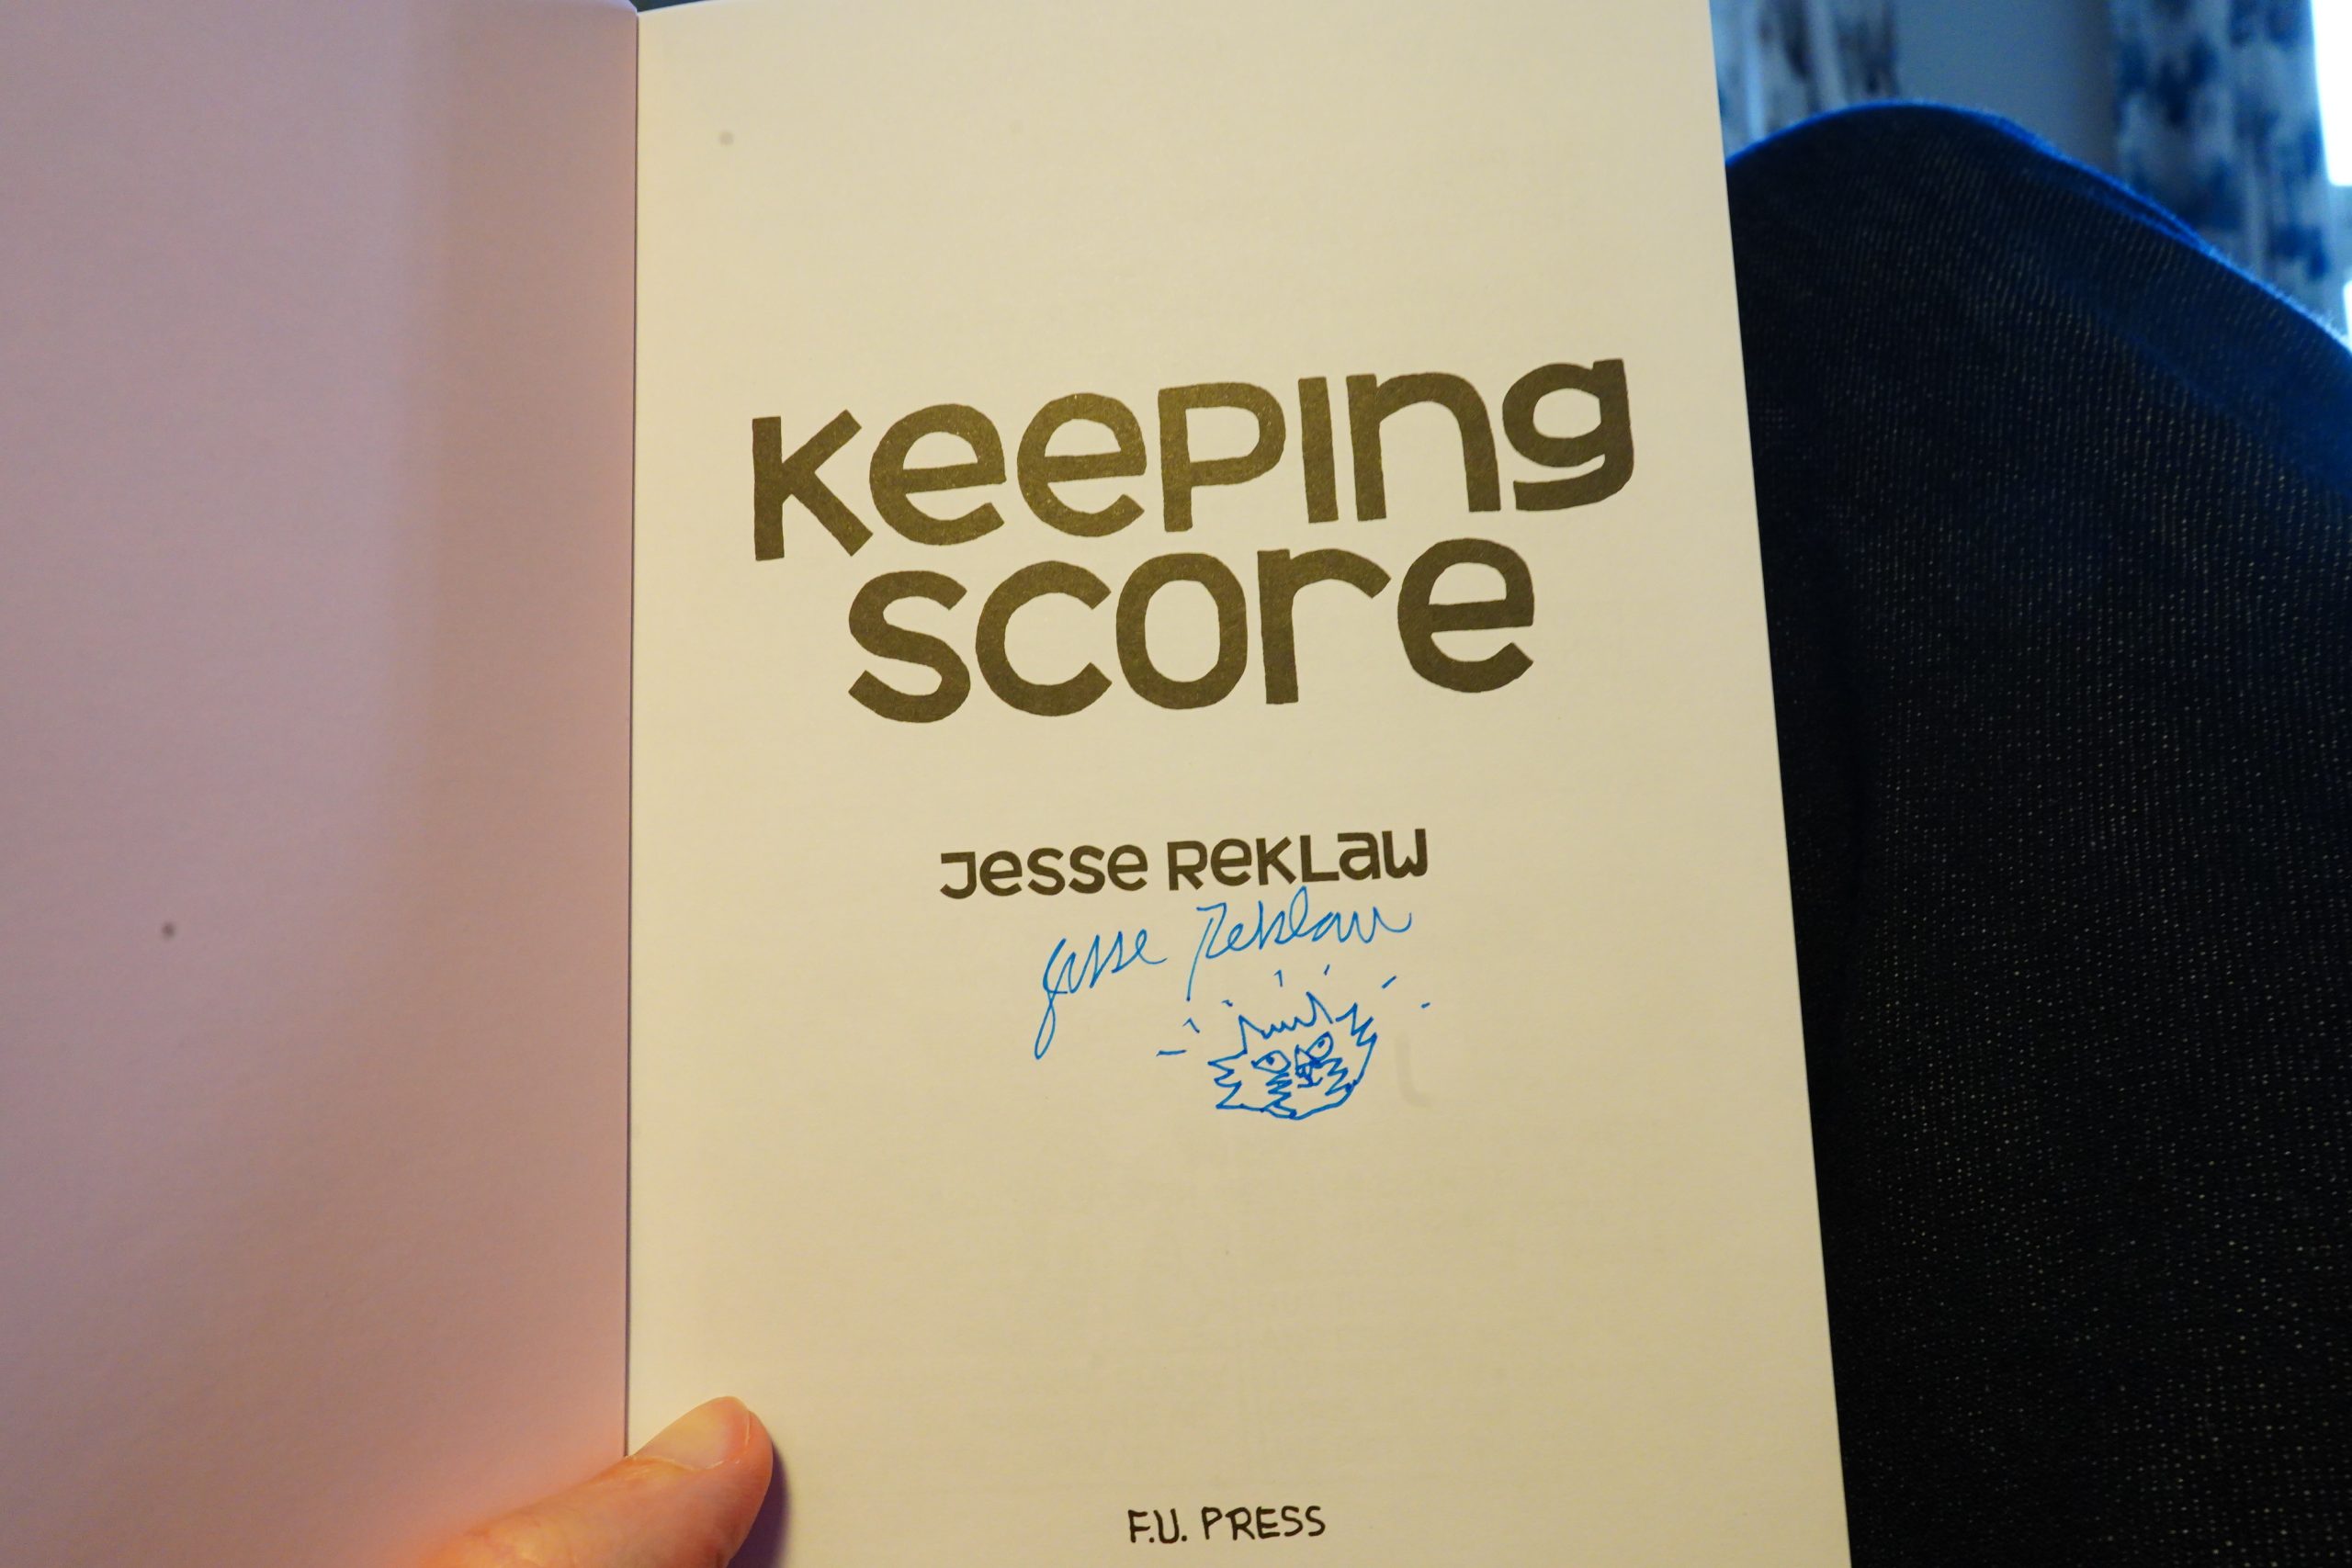 Keeping
score
Jesse Reklaw
Jesse Reklaw
F.U. PRESS